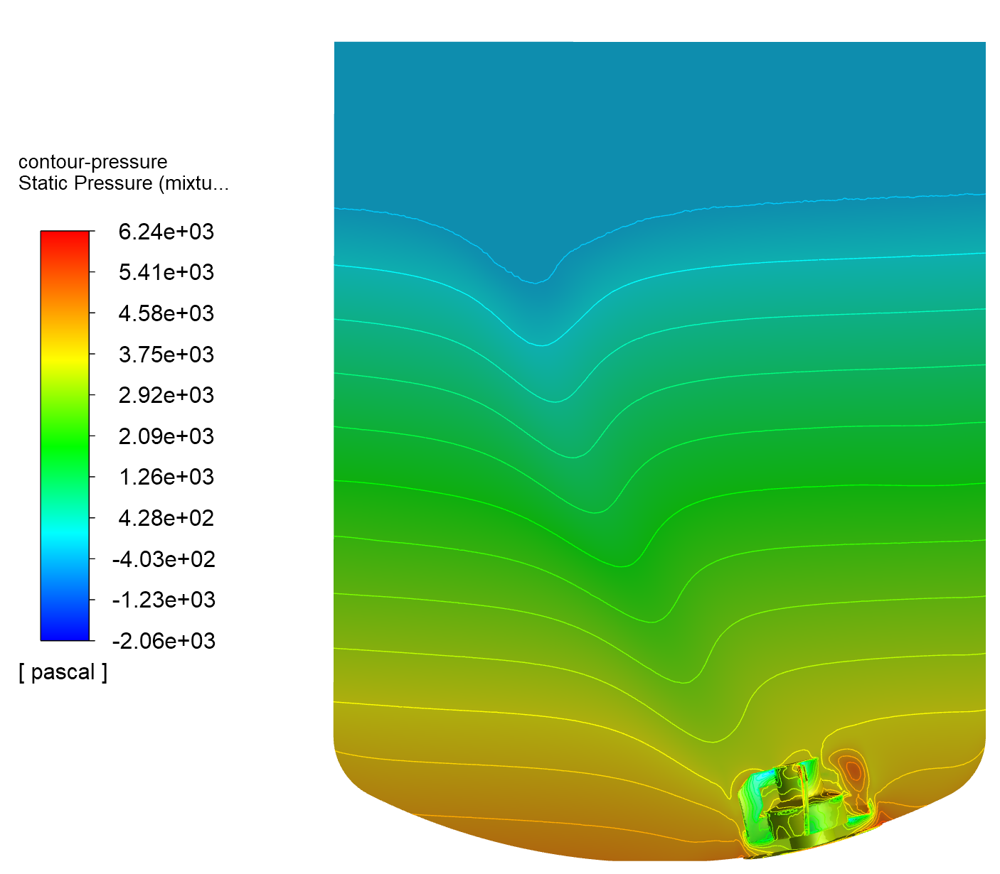 contour-pressure
Static Pressure (mixtu...
6.24e+03
5.41e+03
4.58e+03
3.75e+03
2.92e+03
2.09e+03
1.26e+03
4.28e+02
-4.03e+02
-1.23e+03
-2.06e+03
[ pascal ]